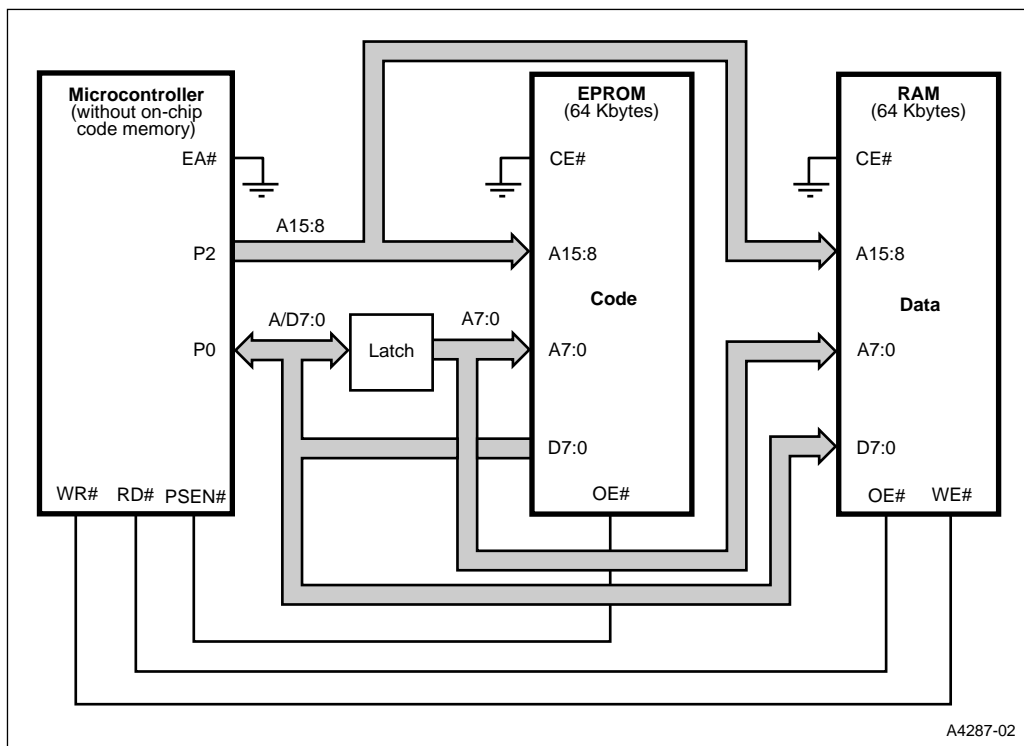 Microcontroller
(without on-chip
code memory)
EA#
A15:8
P2
A/D7:0
P0
Latch
A7:0
WR#
RD#
PSEN#
EPROM
(64 Kbytes)
CE#
A15:8
Code
A7:0
D7:0
OE#
RAM
(64 Kbytes)
CE#
A15:8
Data
A7:0
D7:0
OE#
WE#
A4287-02